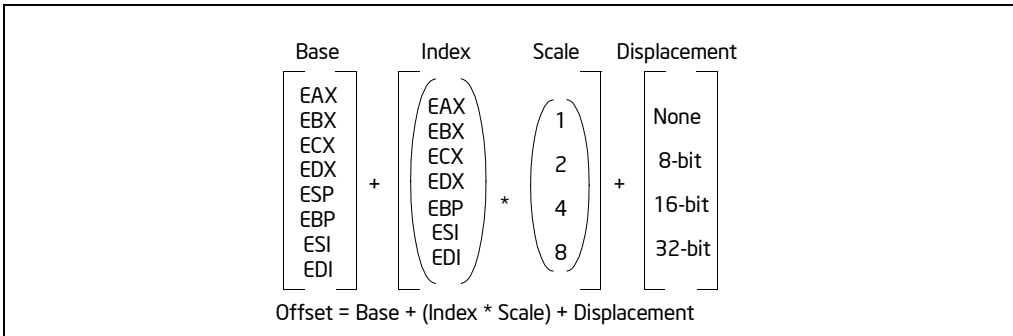 Base Index Scale Displacement
EAX
EBX
ECX
EDX
ESP
EBP
ESI
EDI
+
EAX
EBX
ECX
EDX
EBP
ESI
EDI
*
1
2
4
8
+
None
8-bit
16-bit
32-bit
Offset = Base + (Index * Scale) + Displacement